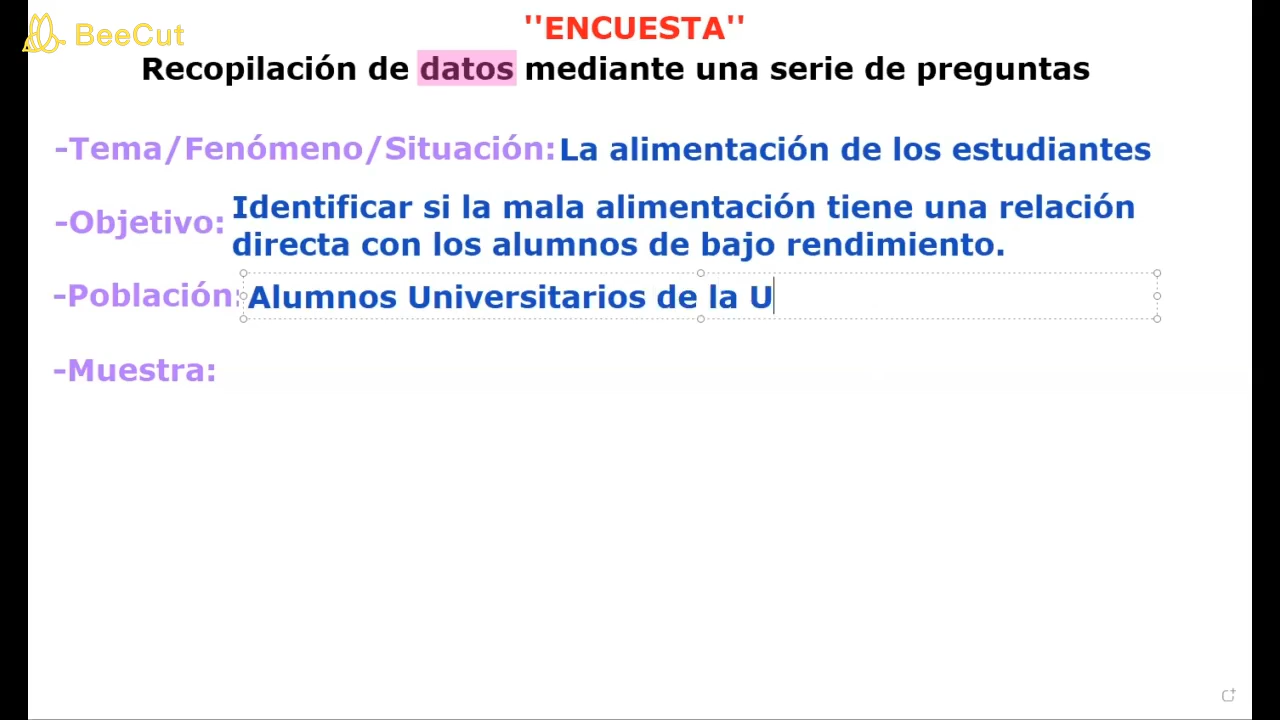 BeeCut
''ENCUESTA''
Recopilación de datos mediante una serie de preguntas
-Tema/Fenómeno/Situación: La alimentación de los estudiantes
-Objetivo: Identificar si la mala alimentación tiene una relación
directa con los alumnos de bajo rendimiento.
-Población: Alumnos Universitarios de la U
-Muestra: